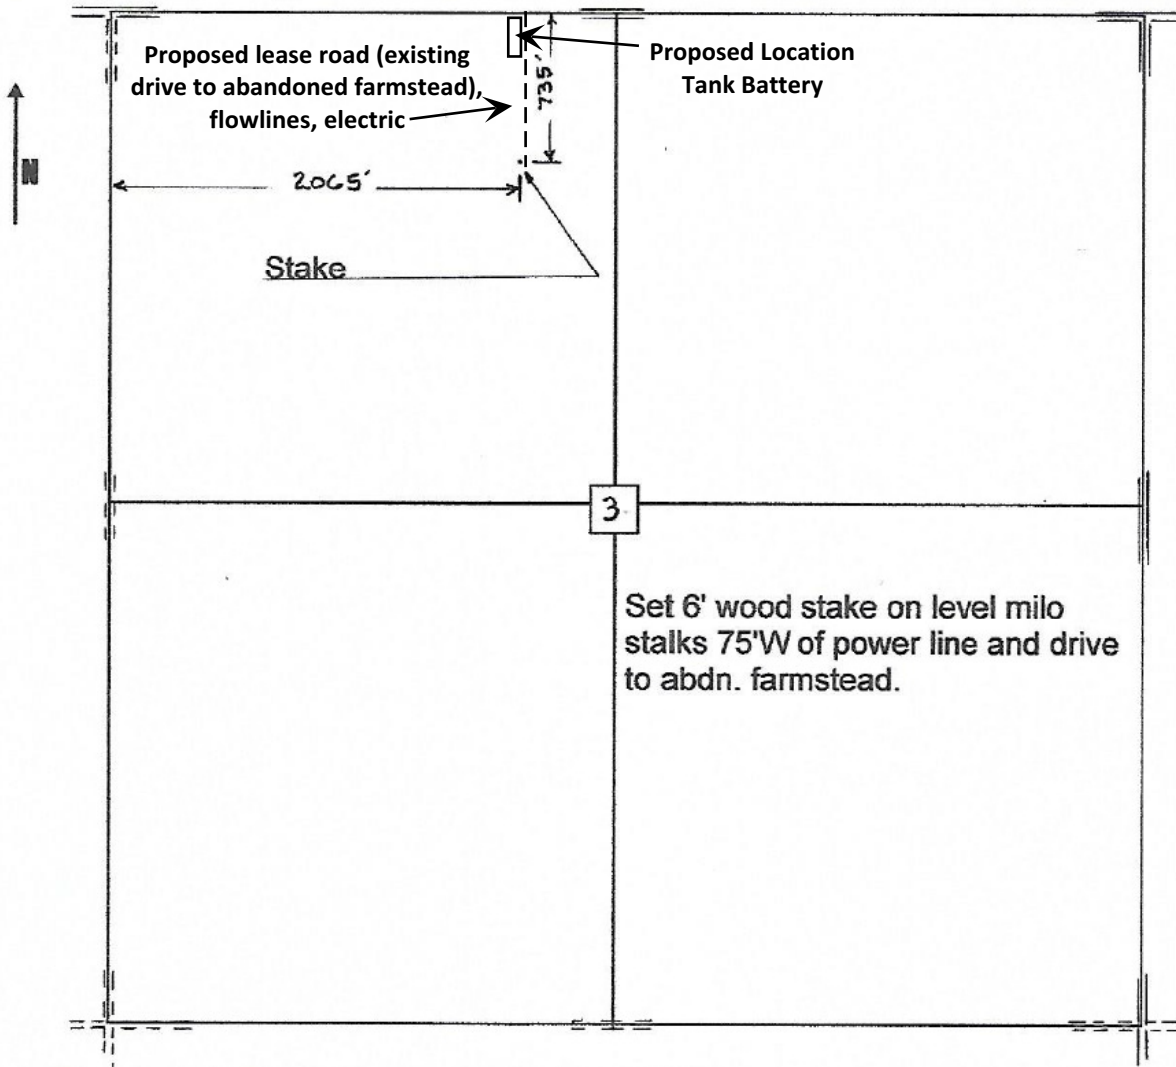 Proposed lease road (existing
drive to abandoned farmstead),
flowlines, electric
Proposed Location
Tank Battery
735'
N
2065'
Stake
3
Set 6' wood stake on level milo
stalks 75'W of power line and drive
to abdn. farmstead.